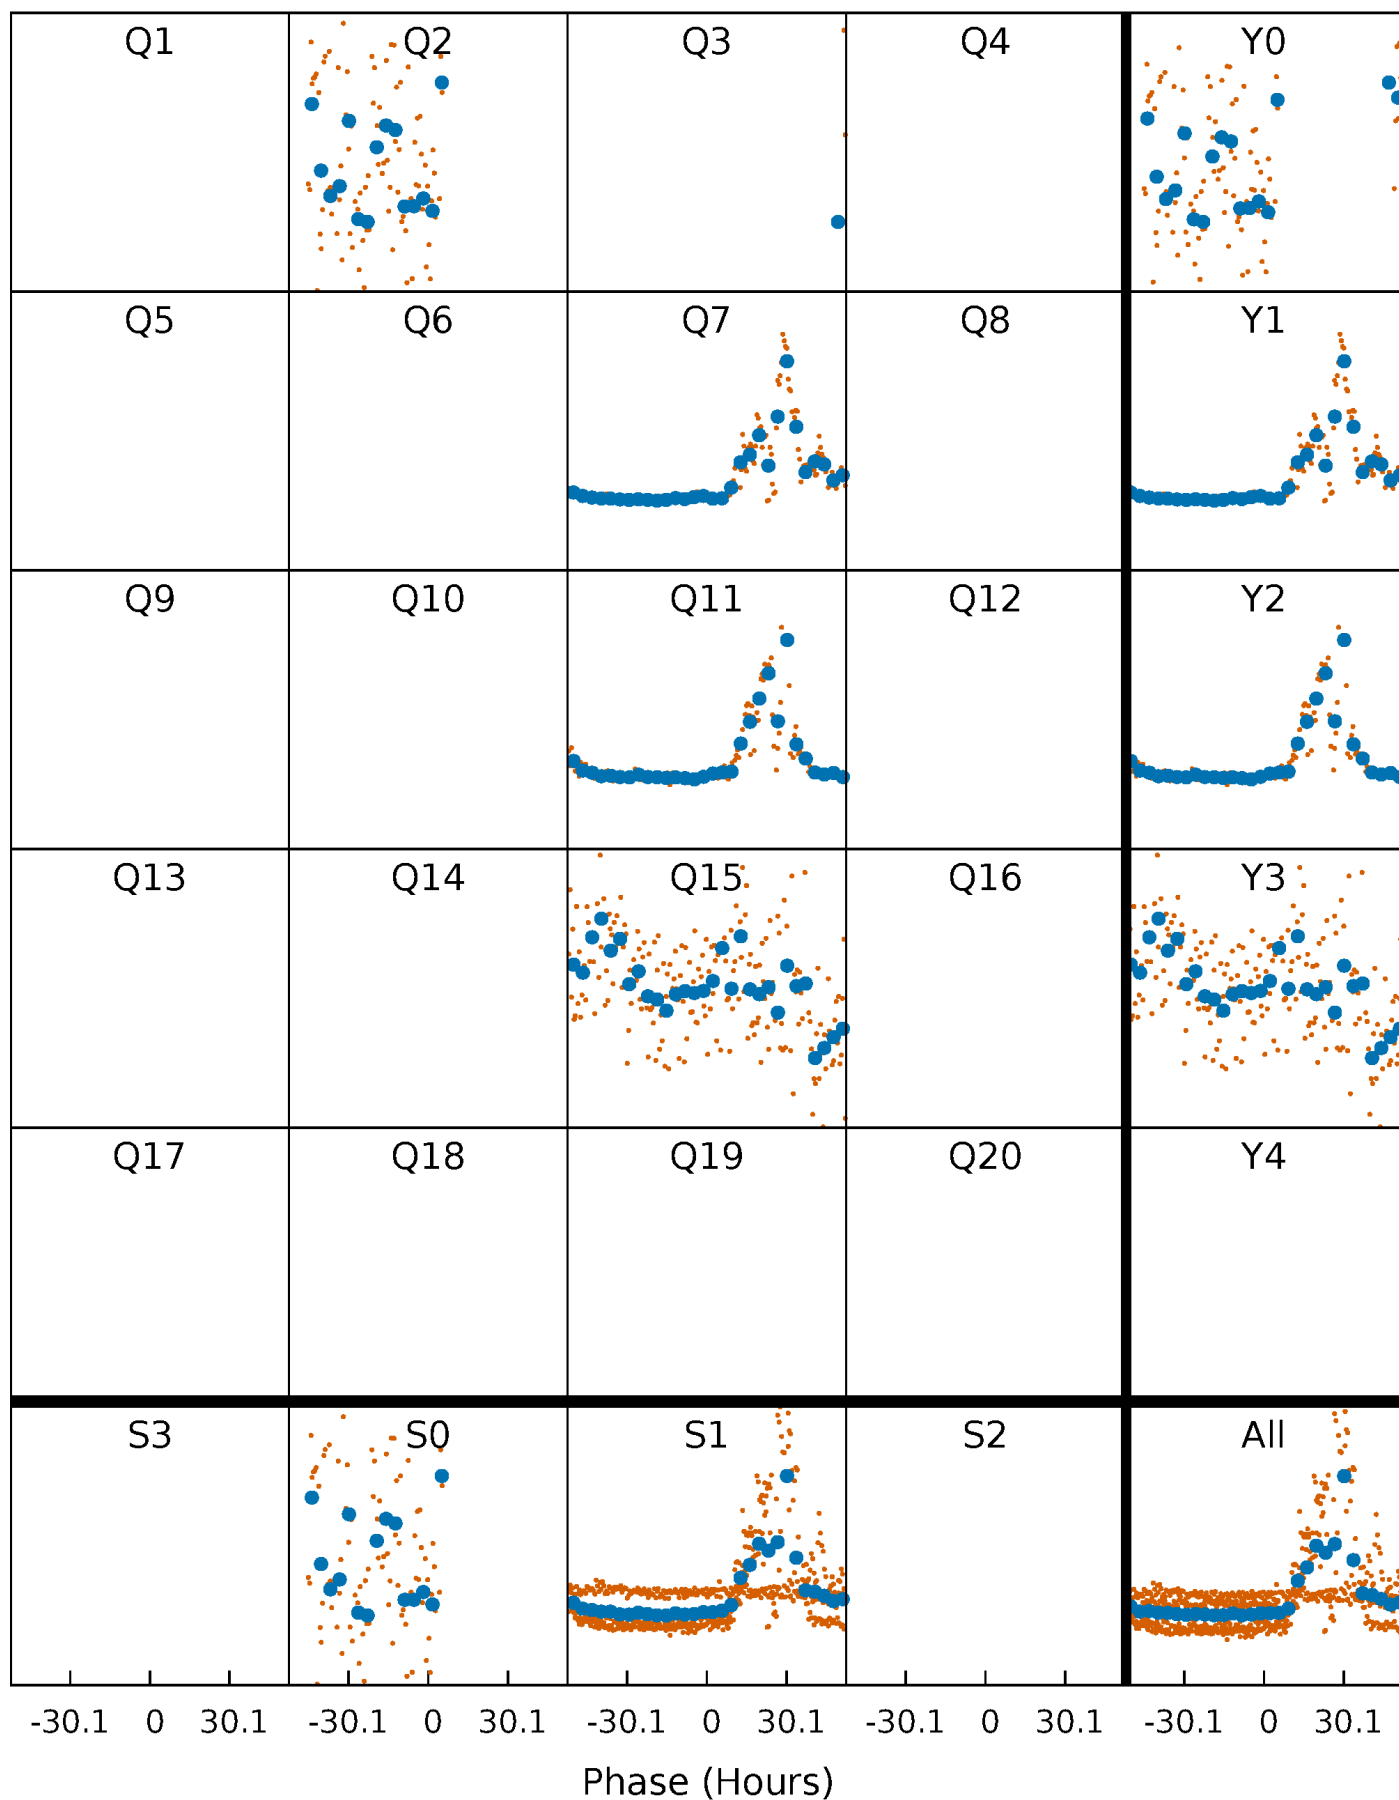 Q1 Q2 Q3 Q4 Y0
Q5 Q6 Q7 Q8 Y1
Q9 Q10 Q11 Q12 Y2
Q13 Q14 Q15 Q16 Y3
Q17 Q18 Q19 Q20 Y4
S3 S0 S1 S2 All
-30.1 0 30.1 -30.1 0 30.1 -30.1 0 30.1 -30.1 0 30.1 -30.1 0 30.1
Phase (Hours)